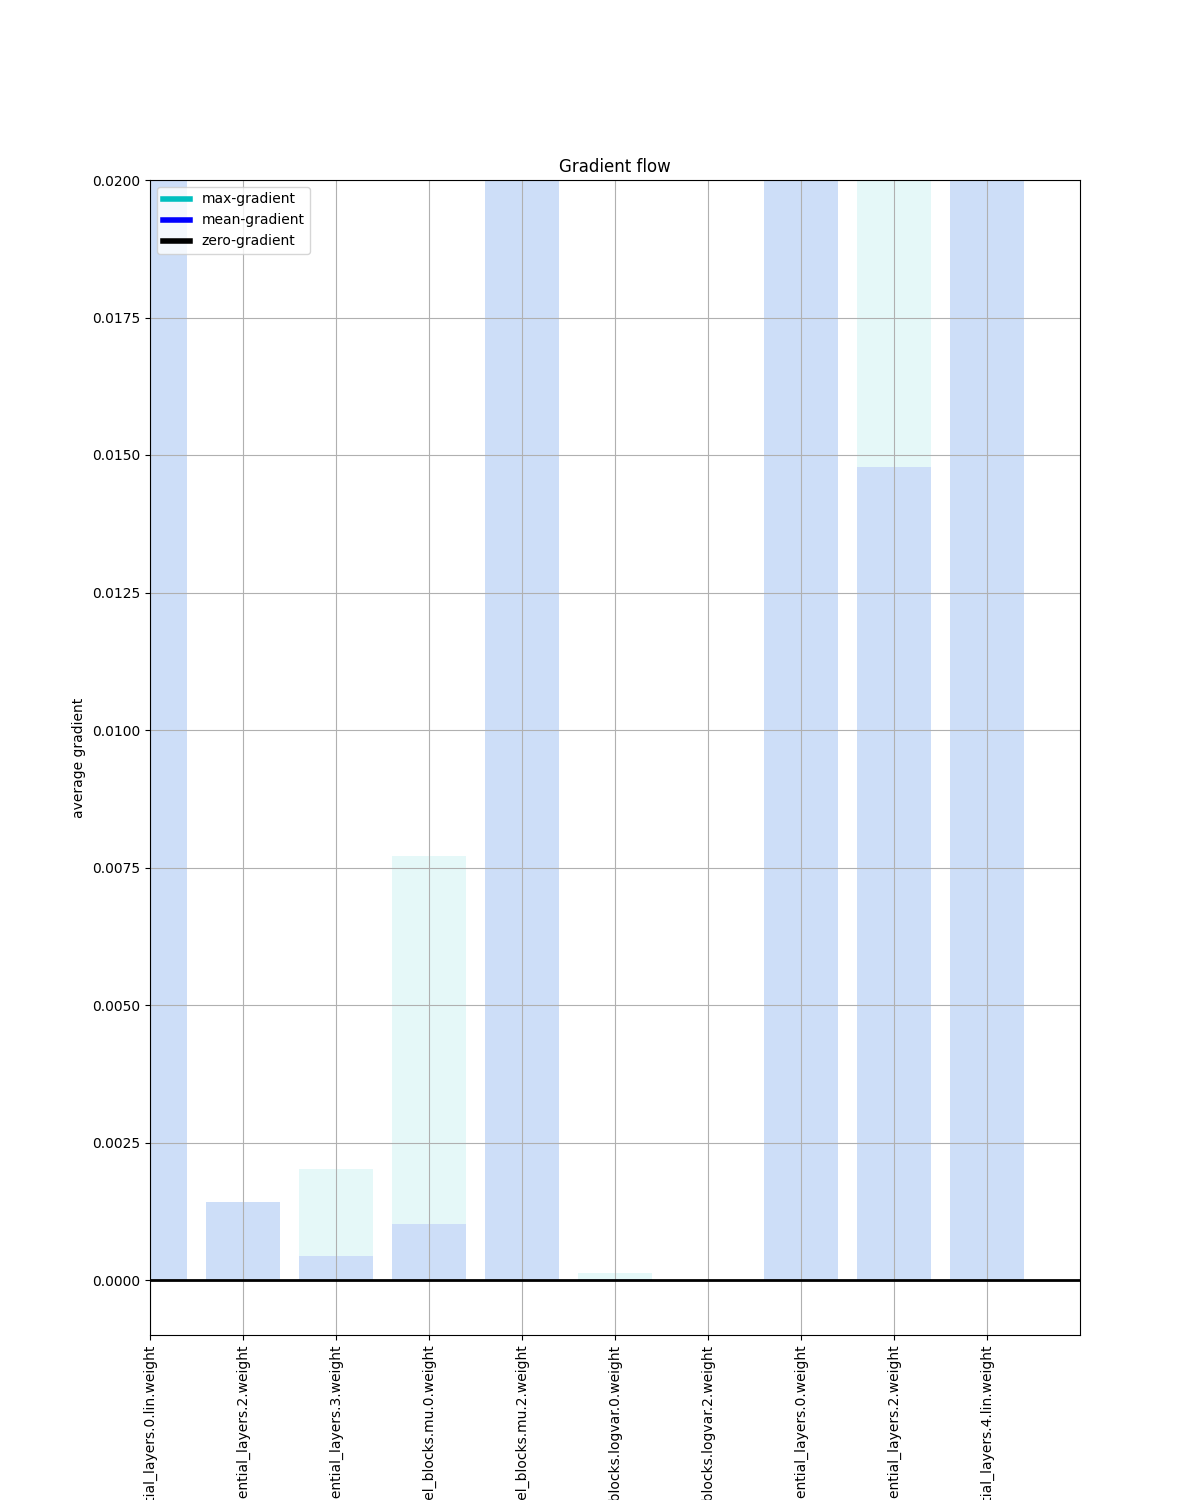 Gradient flow
max-gradient
mean-gradient
zero-gradient
average gradient
0.0200
0.0175
0.0150
0.0125
0.0100
0.0075
0.0050
0.0025
0.0000
tial_layers.0.lin.weight
ential_layers.2.weight
ential_layers.3.weight
el_blocks.mu.0.weight
el_blocks.mu.2.weight
blocks.logvar.0.weight
blocks.logvar.2.weight
ential_layers.0.weight
ential_layers.2.weight
tial_layers.4.lin.weight